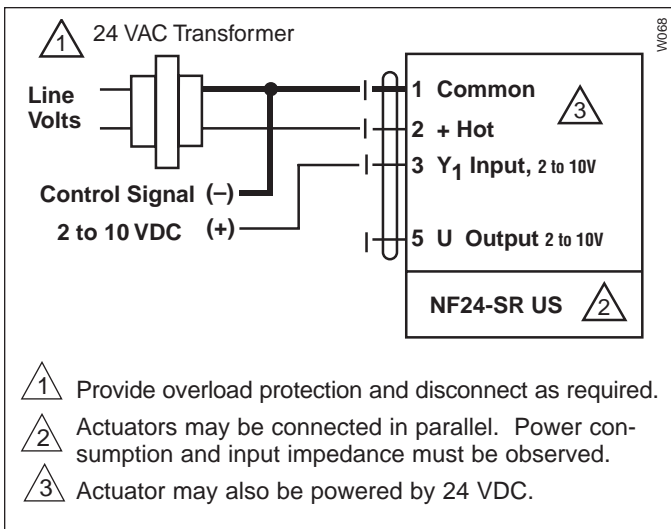 1 24 VAC Transformer
W068
Line
Volts
1 Common
3
2 + Hot
3 Y1 Input, 2 to 10V
Control Signal (–)
2 to 10 VDC (+)
5 U Output 2 to 10V
NF24-SR US 2
1 Provide overload protection and disconnect as required.
2 Actuators may be connected in parallel. Power con-
sumption and input impedance must be observed.
3 Actuator may also be powered by 24 VDC.